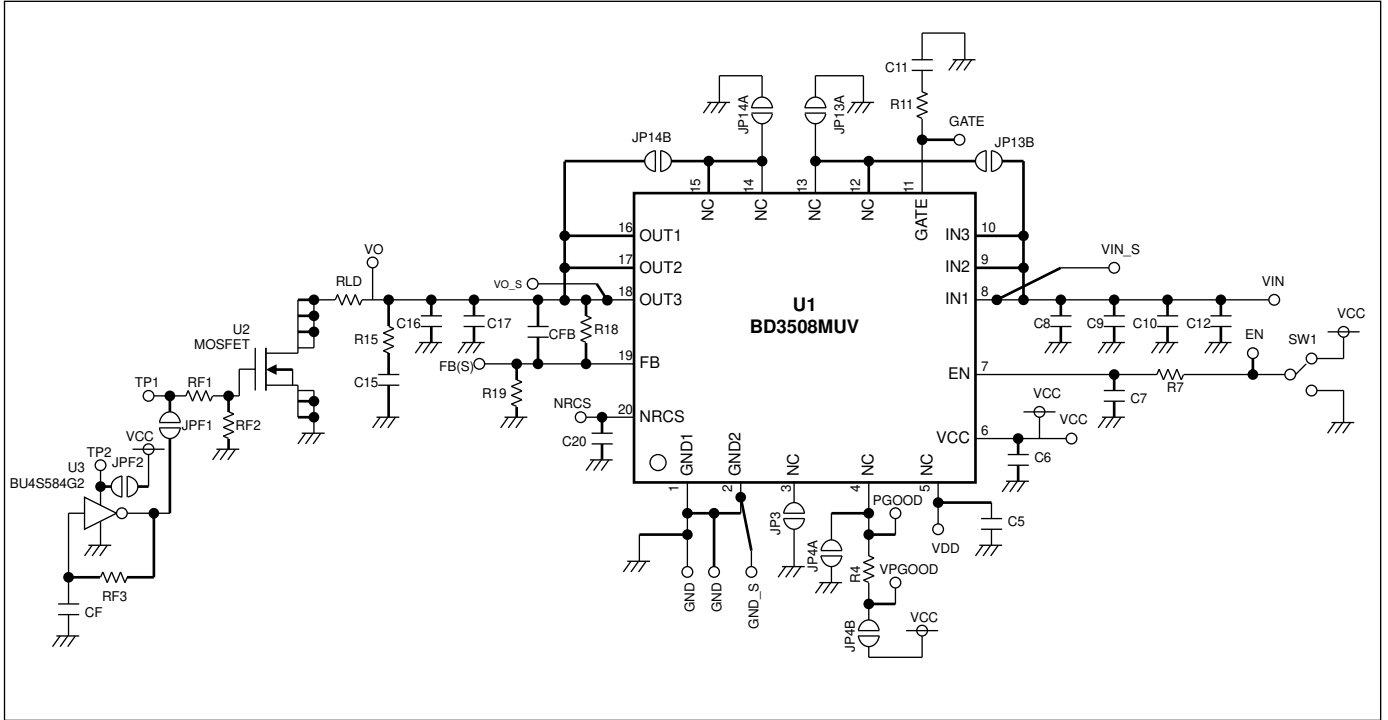 C11
R11
GATE
JP14A
JP13A
JP14B
JP13B
15
14
13
12
11
NC
NC
NC
NC
GATE
16
OUT1
17
OUT2
18
OUT3
19
FB
20
NRCS
U1
BD3508MUV
IN3
10
IN2
9
IN1
8
EN
7
VCC
6
GND1
GND2
NC
NC
NC
1
2
3
4
5
VO
RLD
VO_S
C16
C17
CFB
R18
R15
C15
FB(S)
R19
NRCS
C20
U2
MOSFET
TP1
RF1
RF2
JPF1
VCC
TP2
JPF2
U3
BU4S584G2
RF3
CF
VIN_S
VIN
C8
C9
C10
C12
VCC
EN
SW1
R7
C7
VCC
VCC
C6
C5
VDD
GND
GND
GND_S
JP3
JP4A
PGOOD
R4
VPGOOD
JP4B
VCC